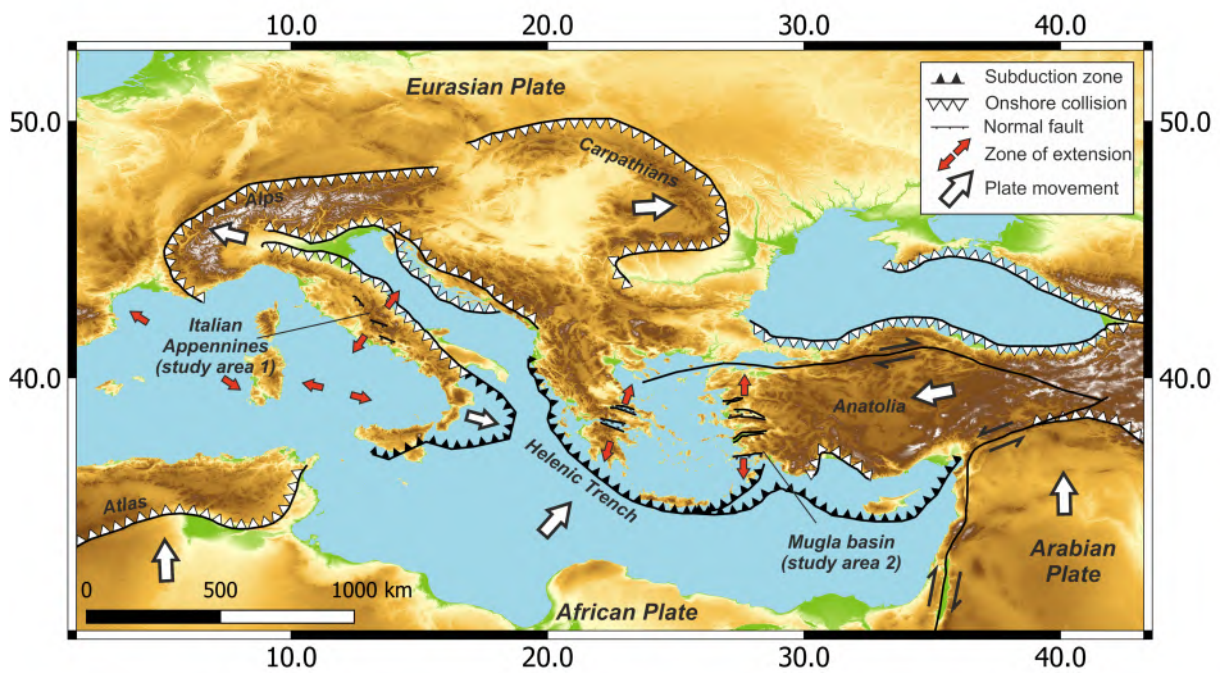 10.0 20.0 30.0 40.0
Eurasian Plate
Subduction zone
Onshore collision
Normal fault
Zone of extension
Plate movement
50.0
50.0
Carpathians
Alps
Italian
Appennines
(study area 1)
40.0
40.0
Anatolia
Helenic Trench
Atlas
Mugla basin
(study area 2)
Arabian
Plate
0 500 1000 km
African Plate
10.0 20.0 30.0 40.0